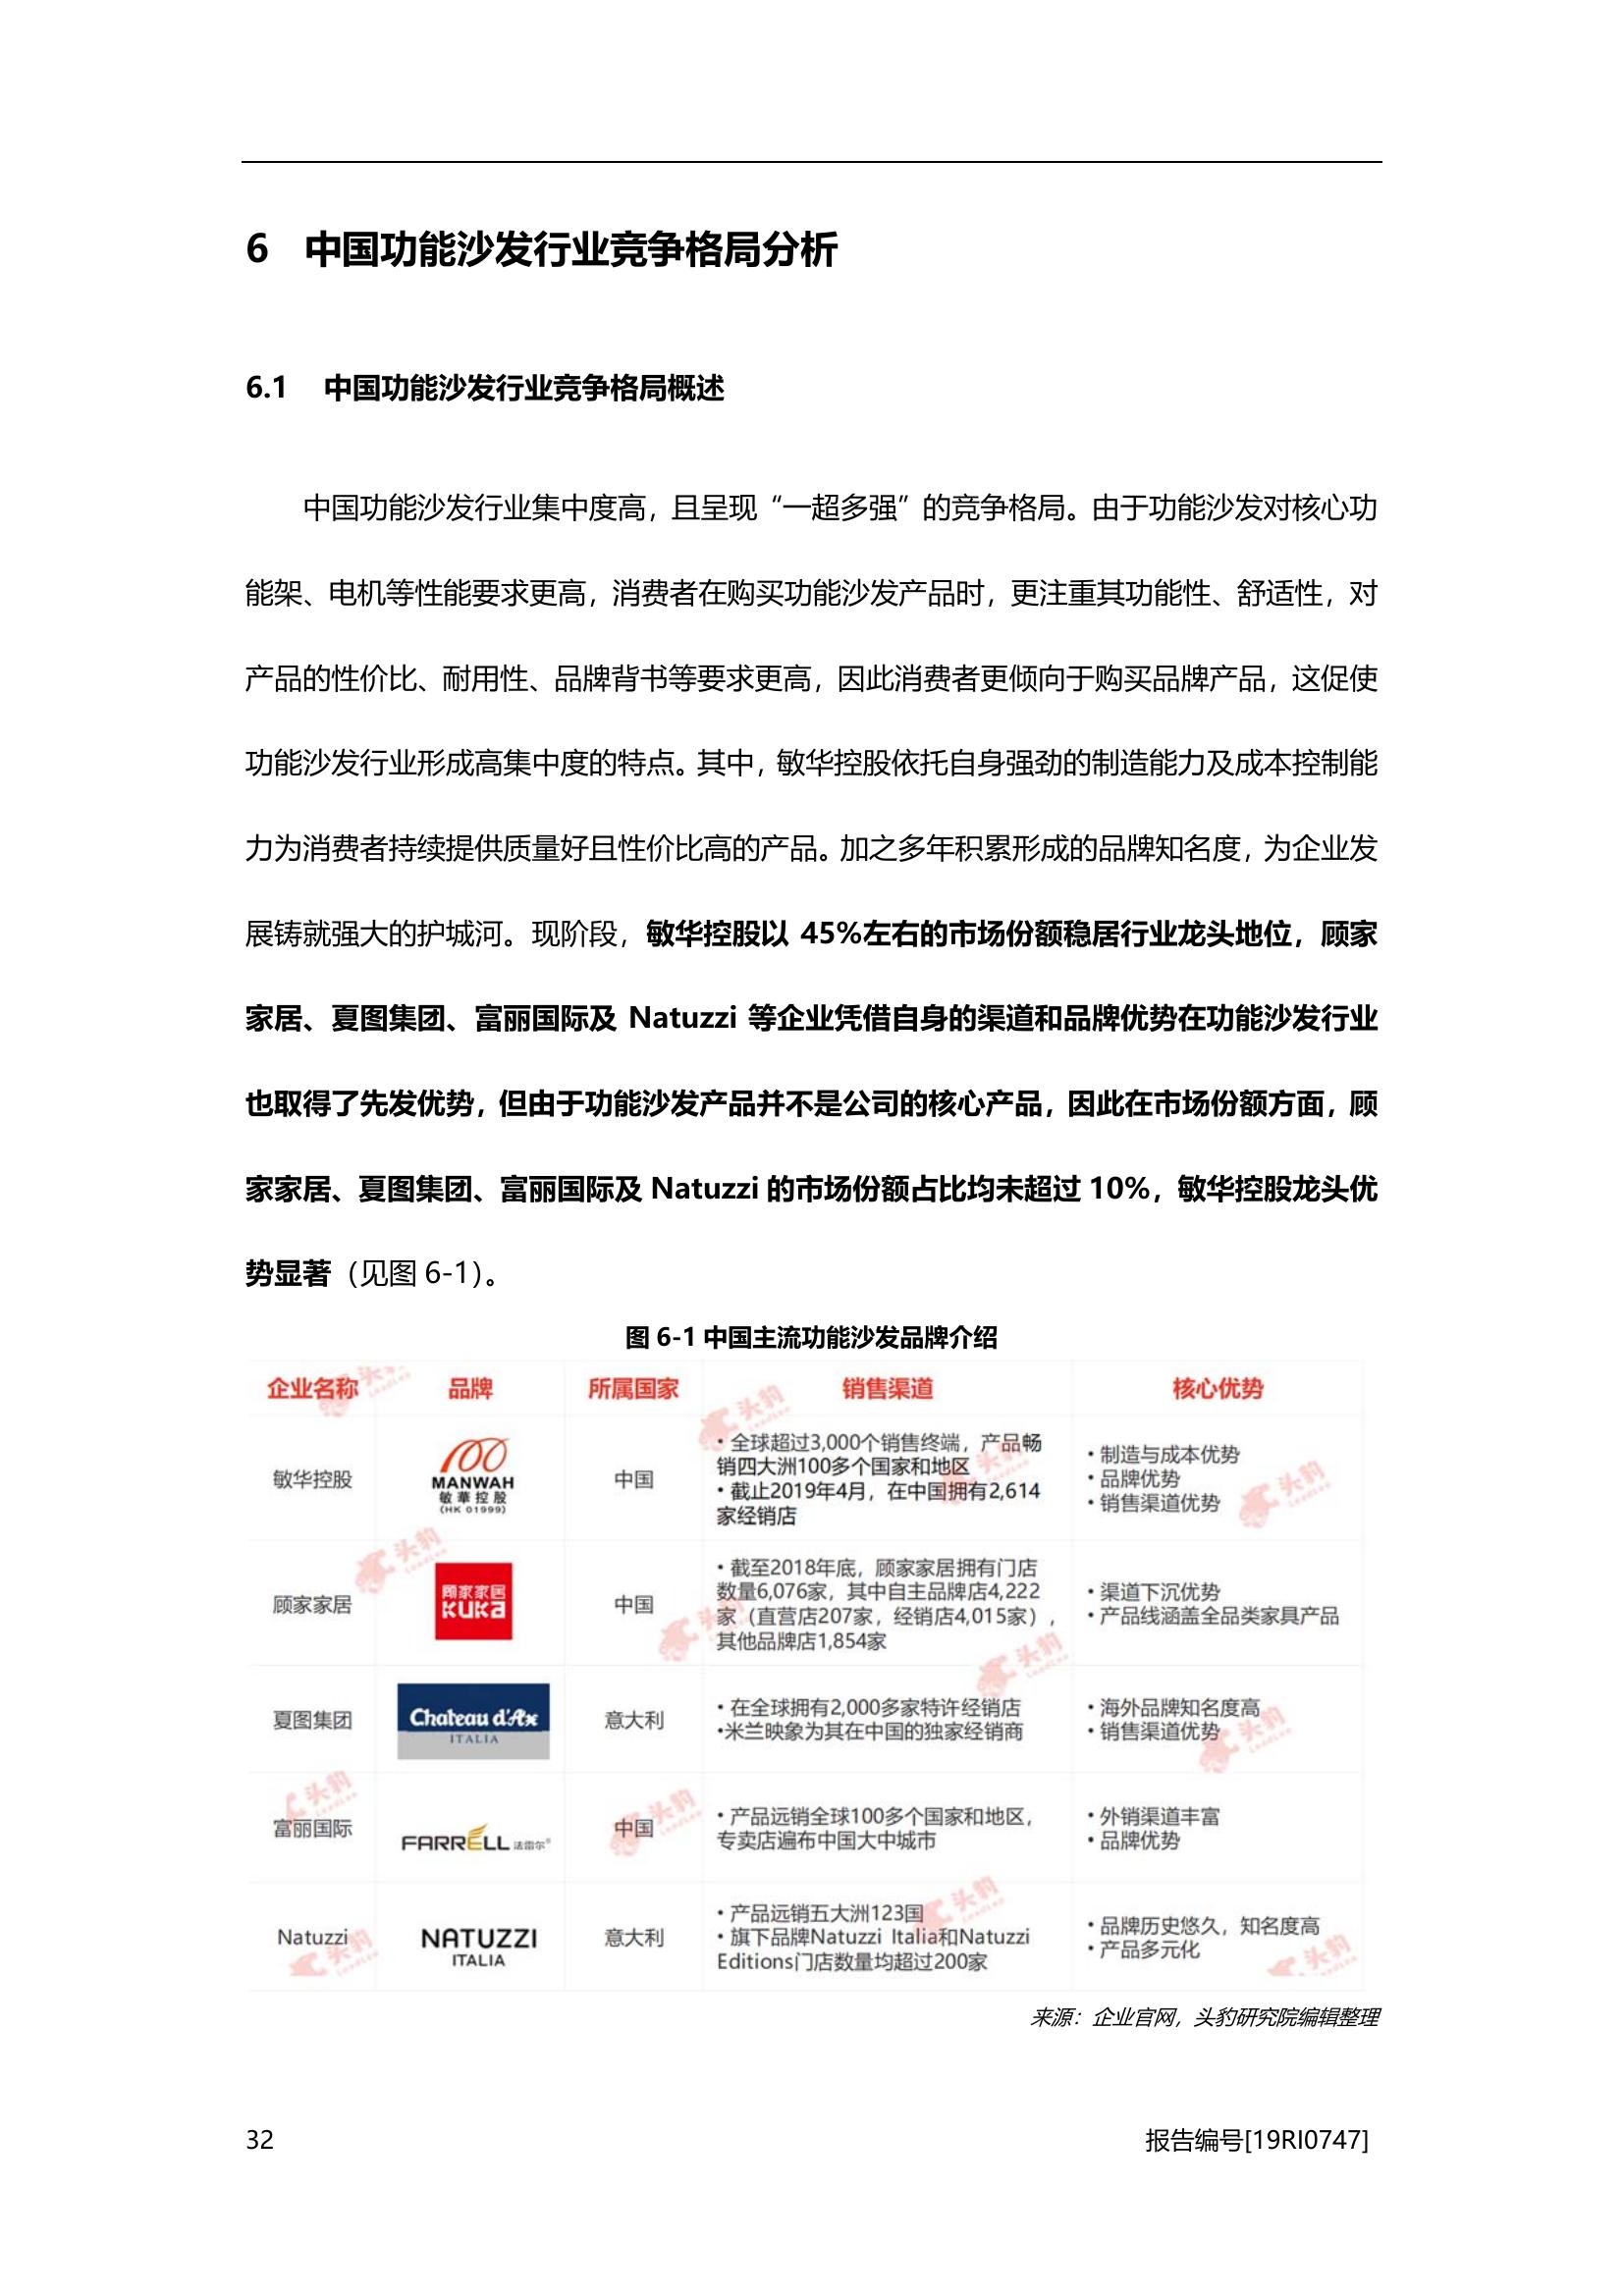 6 中国功能沙发行业竞争格局分析
6.1 中国功能沙发行业竞争格局概述
中国功能沙发行业集中度高，且呈现“一超多强”的竞争格局。由于功能沙发对核心功
能架、电机等性能要求更高，消费者在购买功能沙发产品时，更注重其功能性、舒适性，对
产品的性价比、耐用性、品牌背书等要求更高，因此消费者更倾向于购买品牌产品，这促使
功能沙发行业形成高集中度的特点。其中，敏华控股依托自身强劲的制造能力及成本控制能
力为消费者持续提供质量好且性价比高的产品。加之多年积累形成的品牌知名度，为企业发
展铸就强大的护城河。现阶段，敏华控股以 45%左右的市场份额稳居行业龙头地位，顾家
家居、夏图集团、富丽国际及 Natuzzi 等企业凭借自身的渠道和品牌优势在功能沙发行业
也取得了先发优势，但由于功能沙发产品并不是公司的核心产品，因此在市场份额方面，顾
家家居、夏图集团、富丽国际及 Natuzzi 的市场份额占比均未超过 10%，敏华控股龙头优
势显著（见图 6-1）。
图 6-1 中国主流功能沙发品牌介绍
企业名称 品牌 所属国家 销售渠道 核心优势
敏华控股
MANWAH
敏華控股
(HK 01999)
中国
• 全球超过3,000个销售终端，产品畅
销四大洲100多个国家和地区
• 截止2019年4月，在中国拥有2,614
家经销店
• 制造与成本优势
• 品牌优势
• 销售渠道优势
顾家家居
顾家家居
KUKa
中国
• 截至2018年底，顾家家居拥有门店
数量6,076家，其中自主品牌店4,222
家（直营店207家，经销店4,015家），
其他品牌店1,854家
• 渠道下沉优势
• 产品线涵盖全品类家具产品
夏图集团
Chateau d'Ax
ITALIA
意大利
• 在全球拥有2,000多家特许经销店
•米兰映象为其在中国的独家经销商
• 海外品牌知名度高
• 销售渠道优势
富丽国际
FARRELL 法雷尔®
中国
• 产品远销全球100多个国家和地区，
专卖店遍布中国大中城市
• 外销渠道丰富
• 品牌优势
Natuzzi
NATUZZI
ITALIA
意大利
• 产品远销五大洲123国
• 旗下品牌Natuzzi Italia和Natuzzi
Editions门店数量均超过200家
• 品牌历史悠久，知名度高
• 产品多元化
来源：企业官网，头豹研究院编辑整理
32 报告编号[19RI0747]